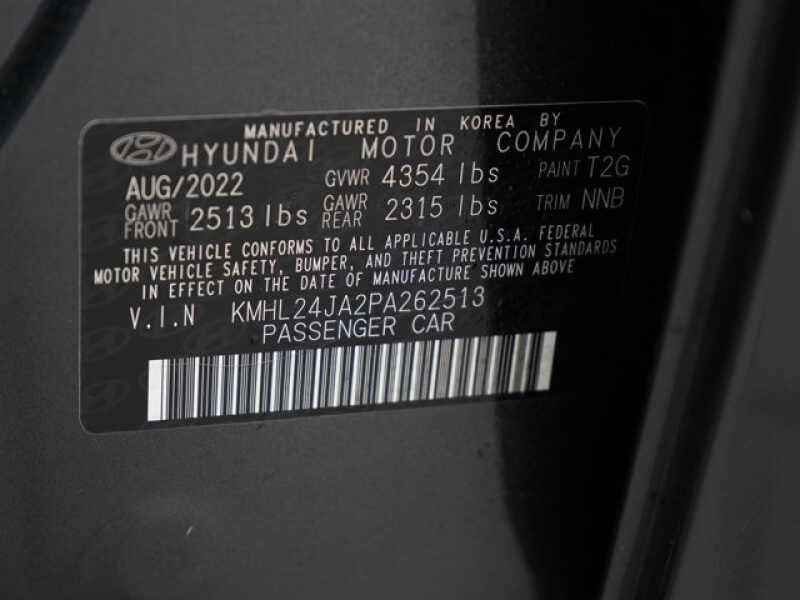 MANUFACTURED IN KOREA BY
HYUNDAI MOTOR COMPANY
AUG/2022 GVWR 4354 lbs PAINT T2G
GAWR FRONT 2513 lbs GAWR REAR 2315 lbs TRIM NNB
THIS VEHICLE CONFORMS TO ALL APPLICABLE U.S.A. FEDERAL
MOTOR VEHICLE SAFETY, BUMPER, AND THEFT PREVENTION STANDARDS
IN EFFECT ON THE DATE OF MANUFACTURE SHOWN ABOVE
V.I.N KMHL24JA2PA262513
PASSENGER CAR